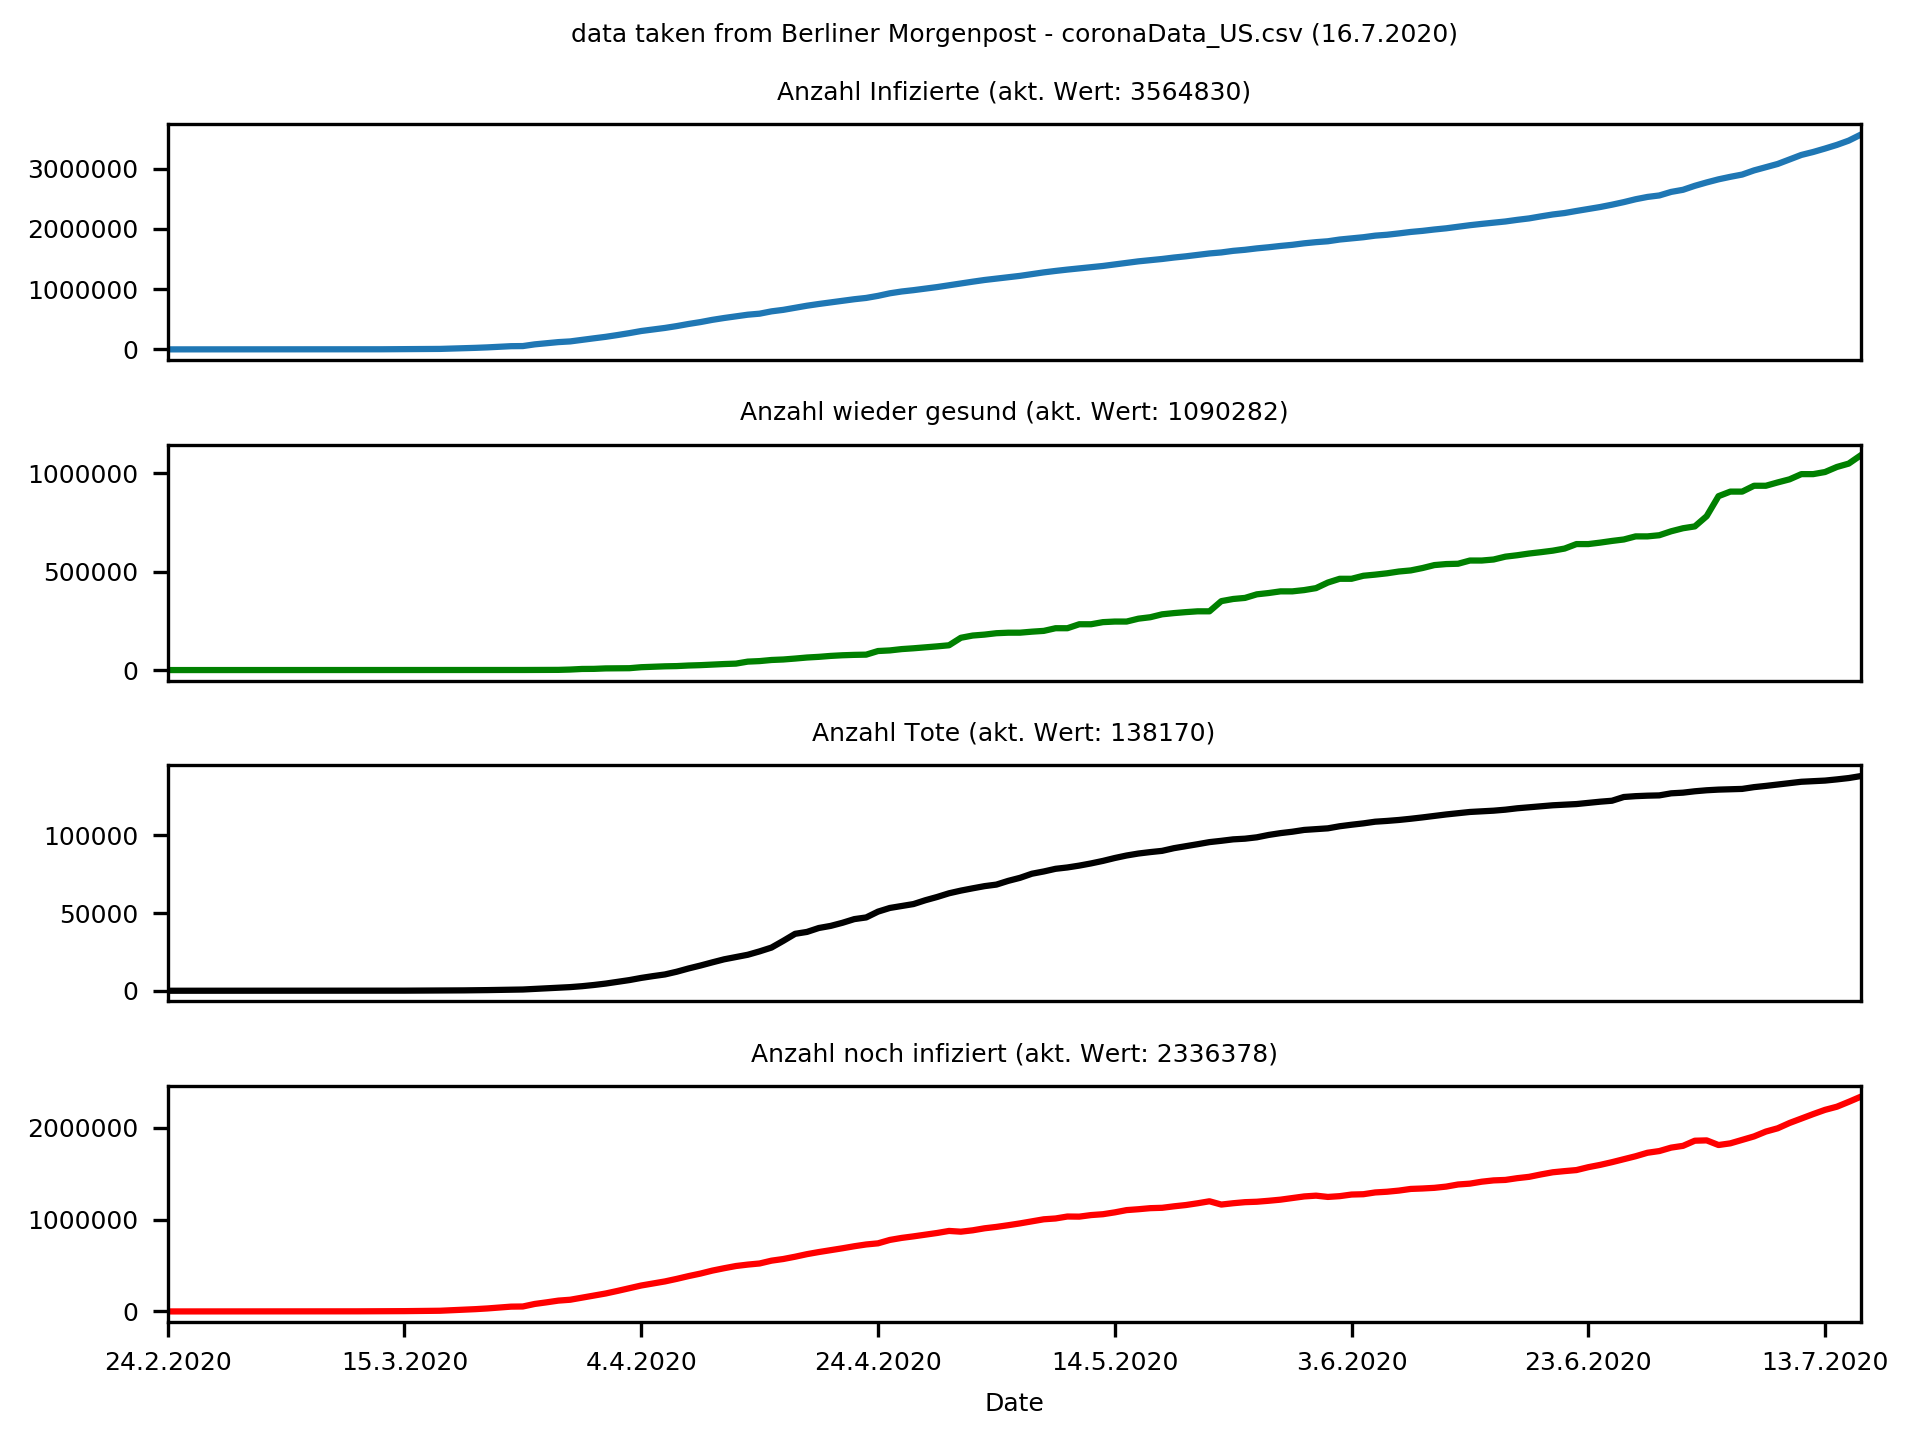 data taken from Berliner Morgenpost - coronaData_US.csv (16.7.2020)
Anzahl Infizierte (akt. Wert: 3564830)
3000000
2000000
1000000
0
Anzahl wieder gesund (akt. Wert: 1090282)
1000000
500000
0
Anzahl Tote (akt. Wert: 138170)
100000
50000
0
Anzahl noch infiziert (akt. Wert: 2336378)
2000000
1000000
0
24.2.2020 15.3.2020 4.4.2020 24.4.2020 14.5.2020 3.6.2020 23.6.2020 13.7.2020
Date